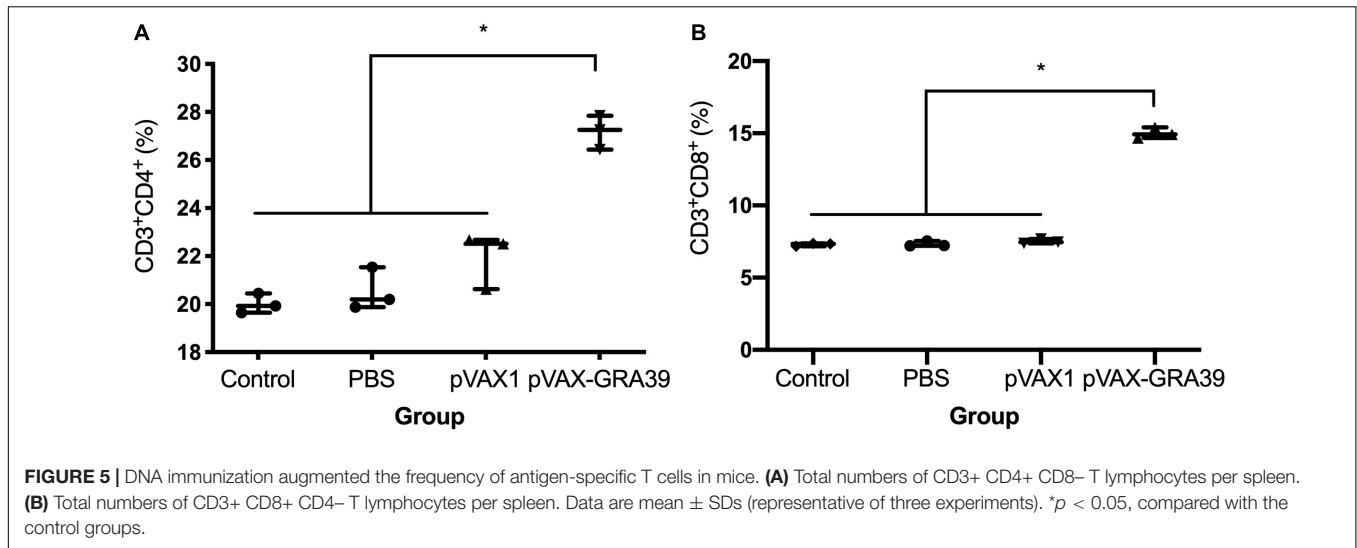 A
*
30
28
26
24
22
20
18
CD3+CD4+ (%)
Control PBS pVAX1 pVAX-GRA39
Group
B
*
20
15
10
5
0
CD3+CD8+ (%)
Control PBS pVAX1 pVAX-GRA39
Group
FIGURE 5 | DNA immunization augmented the frequency of antigen-specific T cells in mice. (A) Total numbers of CD3+ CD4+ CD8– T lymphocytes per spleen.
(B) Total numbers of CD3+ CD8+ CD4– T lymphocytes per spleen. Data are mean ± SDs (representative of three experiments). *p < 0.05, compared with the
control groups.